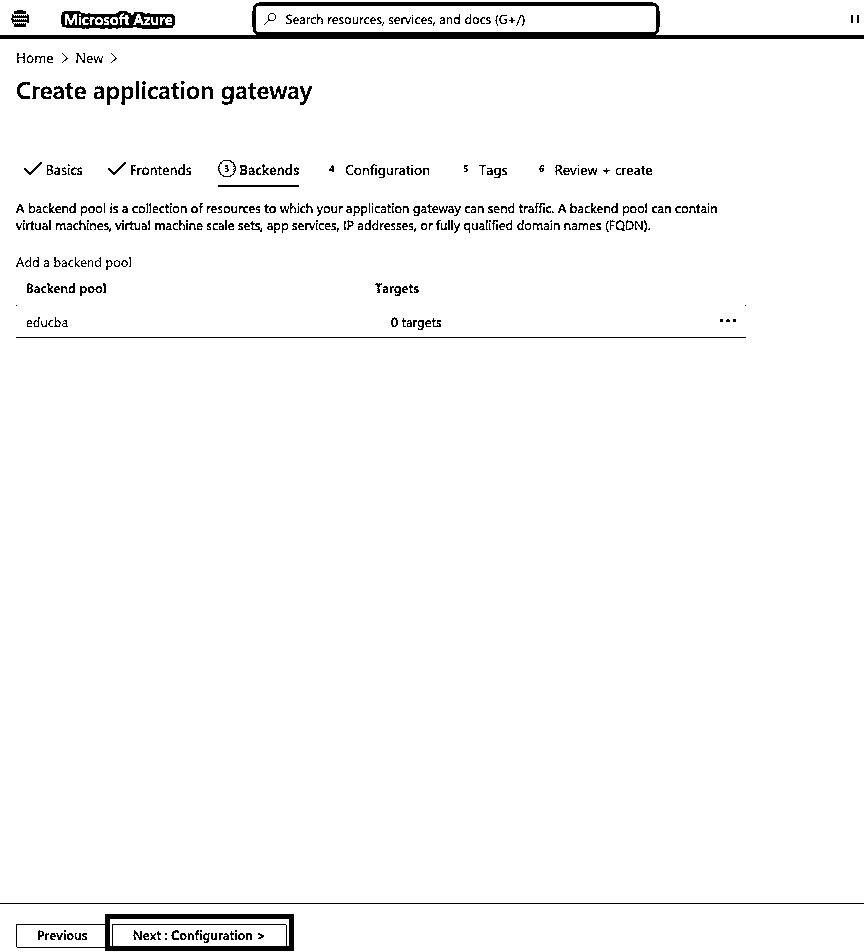 Microsoft Azure
Search resources, services, and docs (G+/)
Home > New >
Create application gateway
Basics Frontends 3 Backends 4 Configuration 5 Tags 6 Review + create
A backend pool is a collection of resources to which your application gateway can send traffic. A backend pool can contain
virtual machines, virtual machine scale sets, app services, IP addresses, or fully qualified domain names (FQDN).
Add a backend pool
Backend pool Targets
educba 0 targets •••
Previous Next : Configuration >